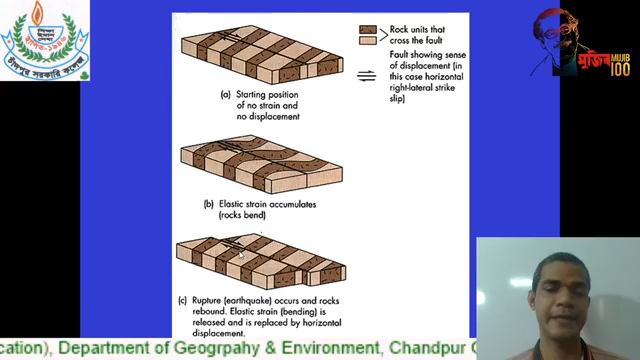 Rock units that
cross the fault
Fault showing sense
of displacement (in
this case horizontal
right-lateral strike
slip)
(a) Starting position
of no strain and
no displacement
(b) Elastic strain accumulates
(rocks bend)
(c) Rupture (earthquake) occurs and rocks
rebound. Elastic strain (bending) is
released and is replaced by horizontal
displacement.
চাঁদপুর সরকারি কলেজ
মুজিব
MUJIB
100
cation), Department of Geogrpahy & Environment, Chandpur G